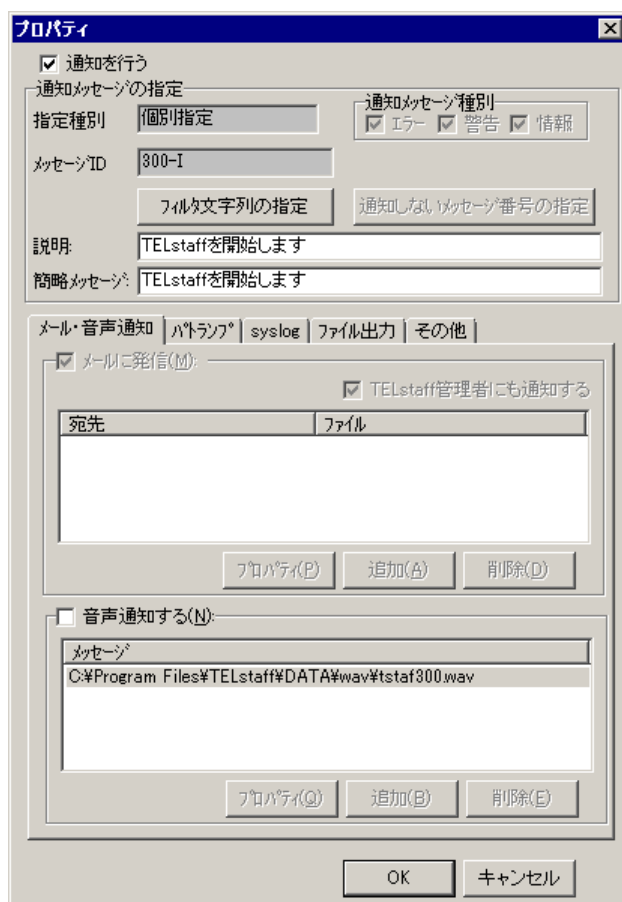 プロパティ
通知を行う
通知メッセージの指定
指定種別 個別指定
通知メッセージ種別
エラー 警告 情報
メッセージID 300-I
フィルタ文字列の指定 通知しないメッセージ番号の指定
説明: TELstaffを開始します
簡略メッセージ: TELstaffを開始します
メール・音声通知 パトランプ syslog ファイル出力 その他
メールに発信(M):
TELstaff管理者にも通知する
宛先 ファイル
プロパティ(P) 追加(A) 削除(D)
音声通知する(N):
メッセージ
C:¥Program Files¥TELstaff¥DATA¥wav¥tstaf300.wav
プロパティ(Q) 追加(B) 削除(E)
OK キャンセル